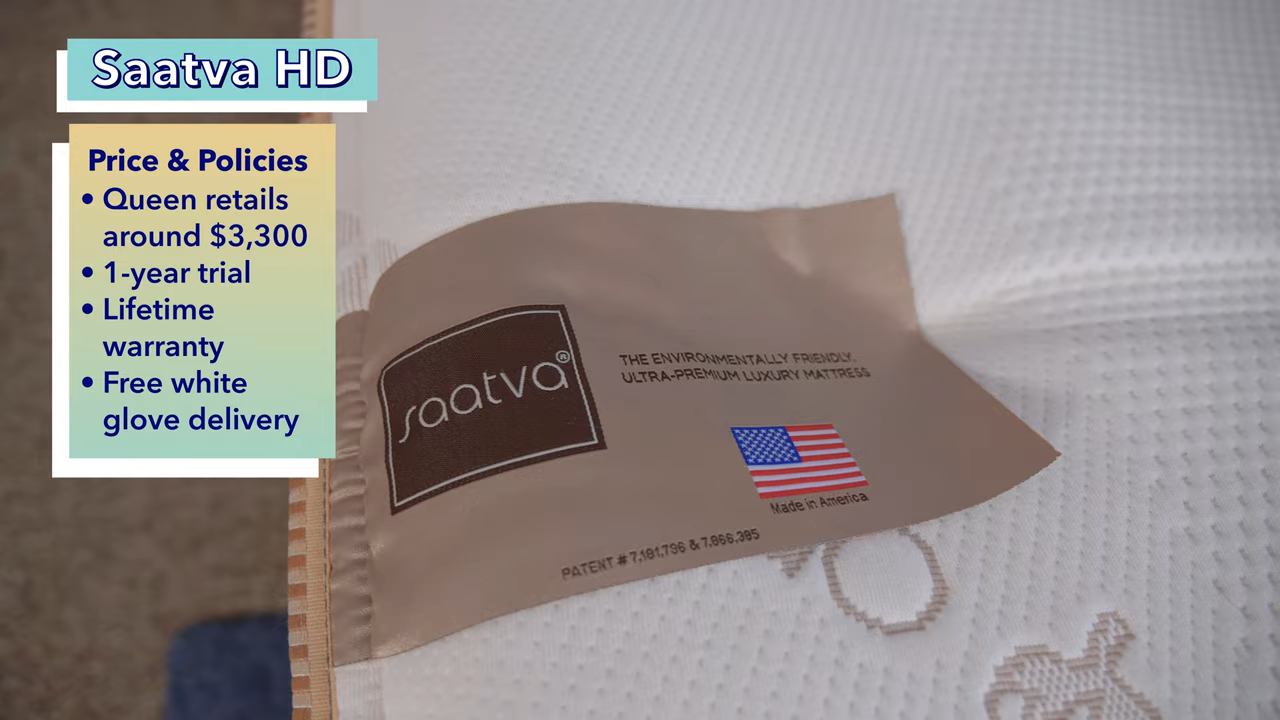 Saatva HD
Price & Policies
• Queen retails
around $3,300
• 1-year trial
• Lifetime
warranty
• Free white
glove delivery
saatva®
THE ENVIRONMENTALLY FRIENDLY,
ULTRA-PREMIUM LUXURY MATTRESS
Made in America
PATENT # 7,181,796 & 7,866,385